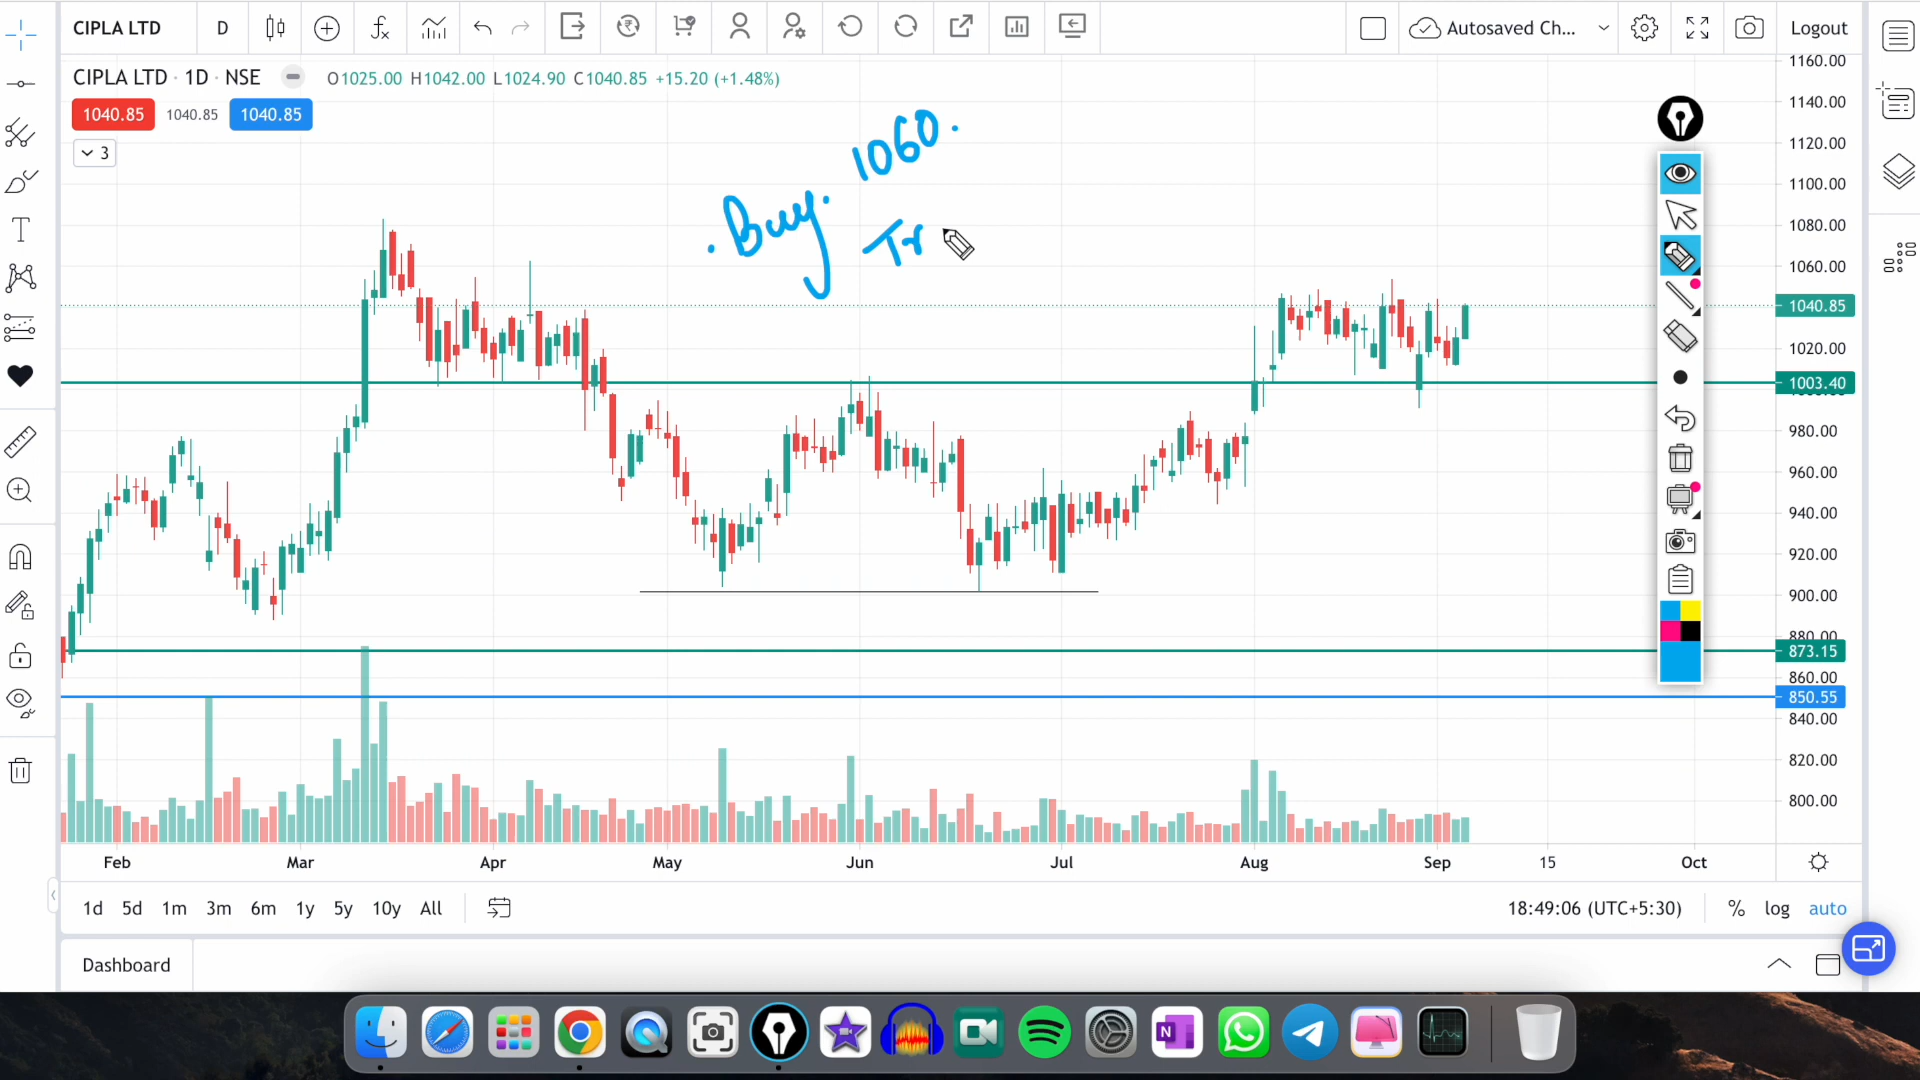 CIPLA LTD D Autosaved Ch... Logout
CIPLA LTD · 1D · NSE O1025.00 H1042.00 L1024.90 C1040.85 +15.20 (+1.48%)
1040.85 1040.85 1040.85
3
1060.
.Buy.
Tr
1160.00
1140.00
1120.00
1100.00
1080.00
1060.00
1040.85
1020.00
1003.40
980.00
960.00
940.00
920.00
900.00
880.00
873.15
860.00
850.55
840.00
820.00
800.00
Feb Mar Apr May Jun Jul Aug Sep 15 Oct
1d 5d 1m 3m 6m 1y 5y 10y All 18:49:06 (UTC+5:30) % log auto
Dashboard